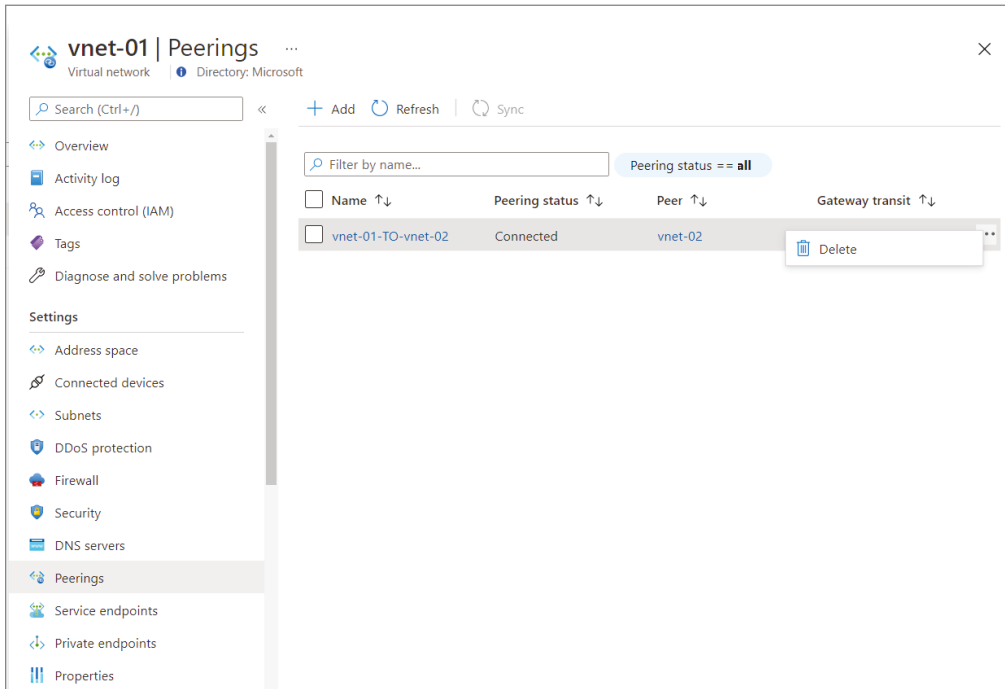 vnet-01 | Peerings ...
Virtual network Directory: Microsoft
Search (Ctrl+/) «
Overview
Activity log
Access control (IAM)
Tags
Diagnose and solve problems
Settings
Address space
Connected devices
Subnets
DDoS protection
Firewall
Security
DNS servers
Peerings
Service endpoints
Private endpoints
Properties
Add Refresh Sync
Filter by name... Peering status == all
Name ↑↓ Peering status ↑↓ Peer ↑↓ Gateway transit ↑↓
vnet-01-TO-vnet-02 Connected vnet-02
Delete